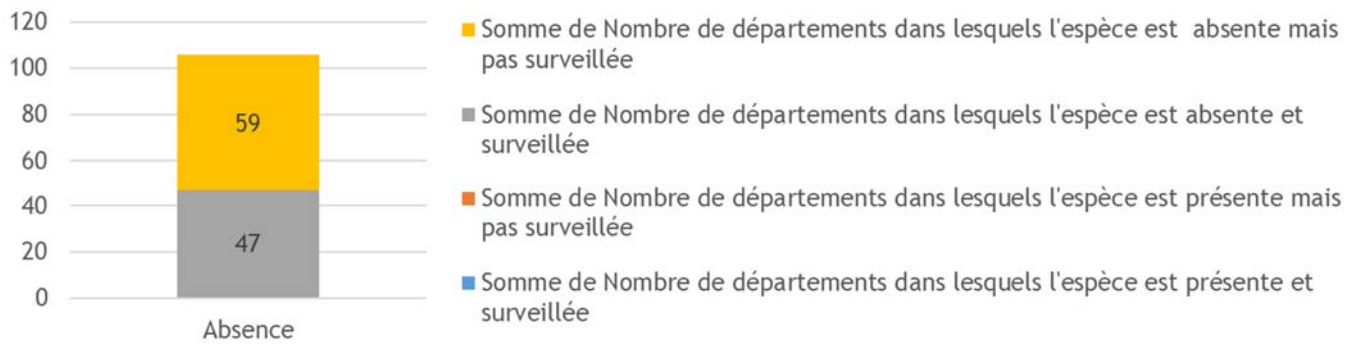 120
100
80
60
40
20
0
59
47
Absence
Somme de Nombre de départements dans lesquels l'espèce est  absente mais
pas surveillée
Somme de Nombre de départements dans lesquels l'espèce est absente et
surveillée
Somme de Nombre de départements dans lesquels l'espèce est présente mais
pas surveillée
Somme de Nombre de départements dans lesquels l'espèce est présente et
surveillée